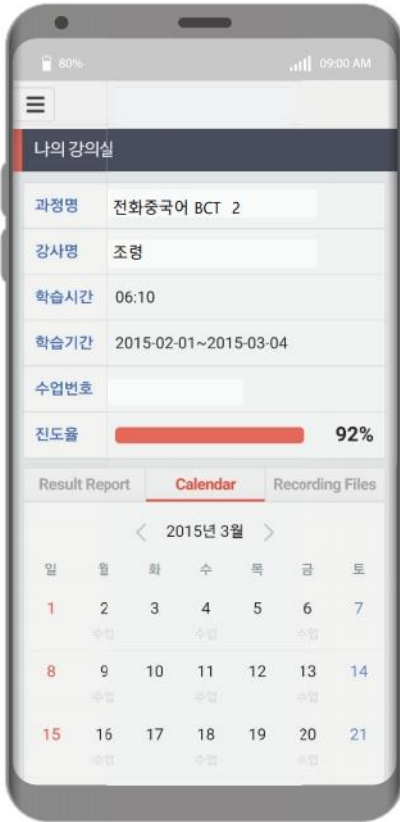 80% 09:00 AM
나의 강의실
과정명 전화중국어 BCT 2
강사명 조령
학습시간 06:10
학습기간 2015-02-01~2015-03-04
수업번호
진도율 92%
Result Report Calendar Recording Files
< 2015년 3월 >
일 월 화 수 목 금 토
1 2 3 4 5 6 7
수업 수업 수업
8 9 10 11 12 13 14
수업 수업 수업
15 16 17 18 19 20 21
수업 수업 수업